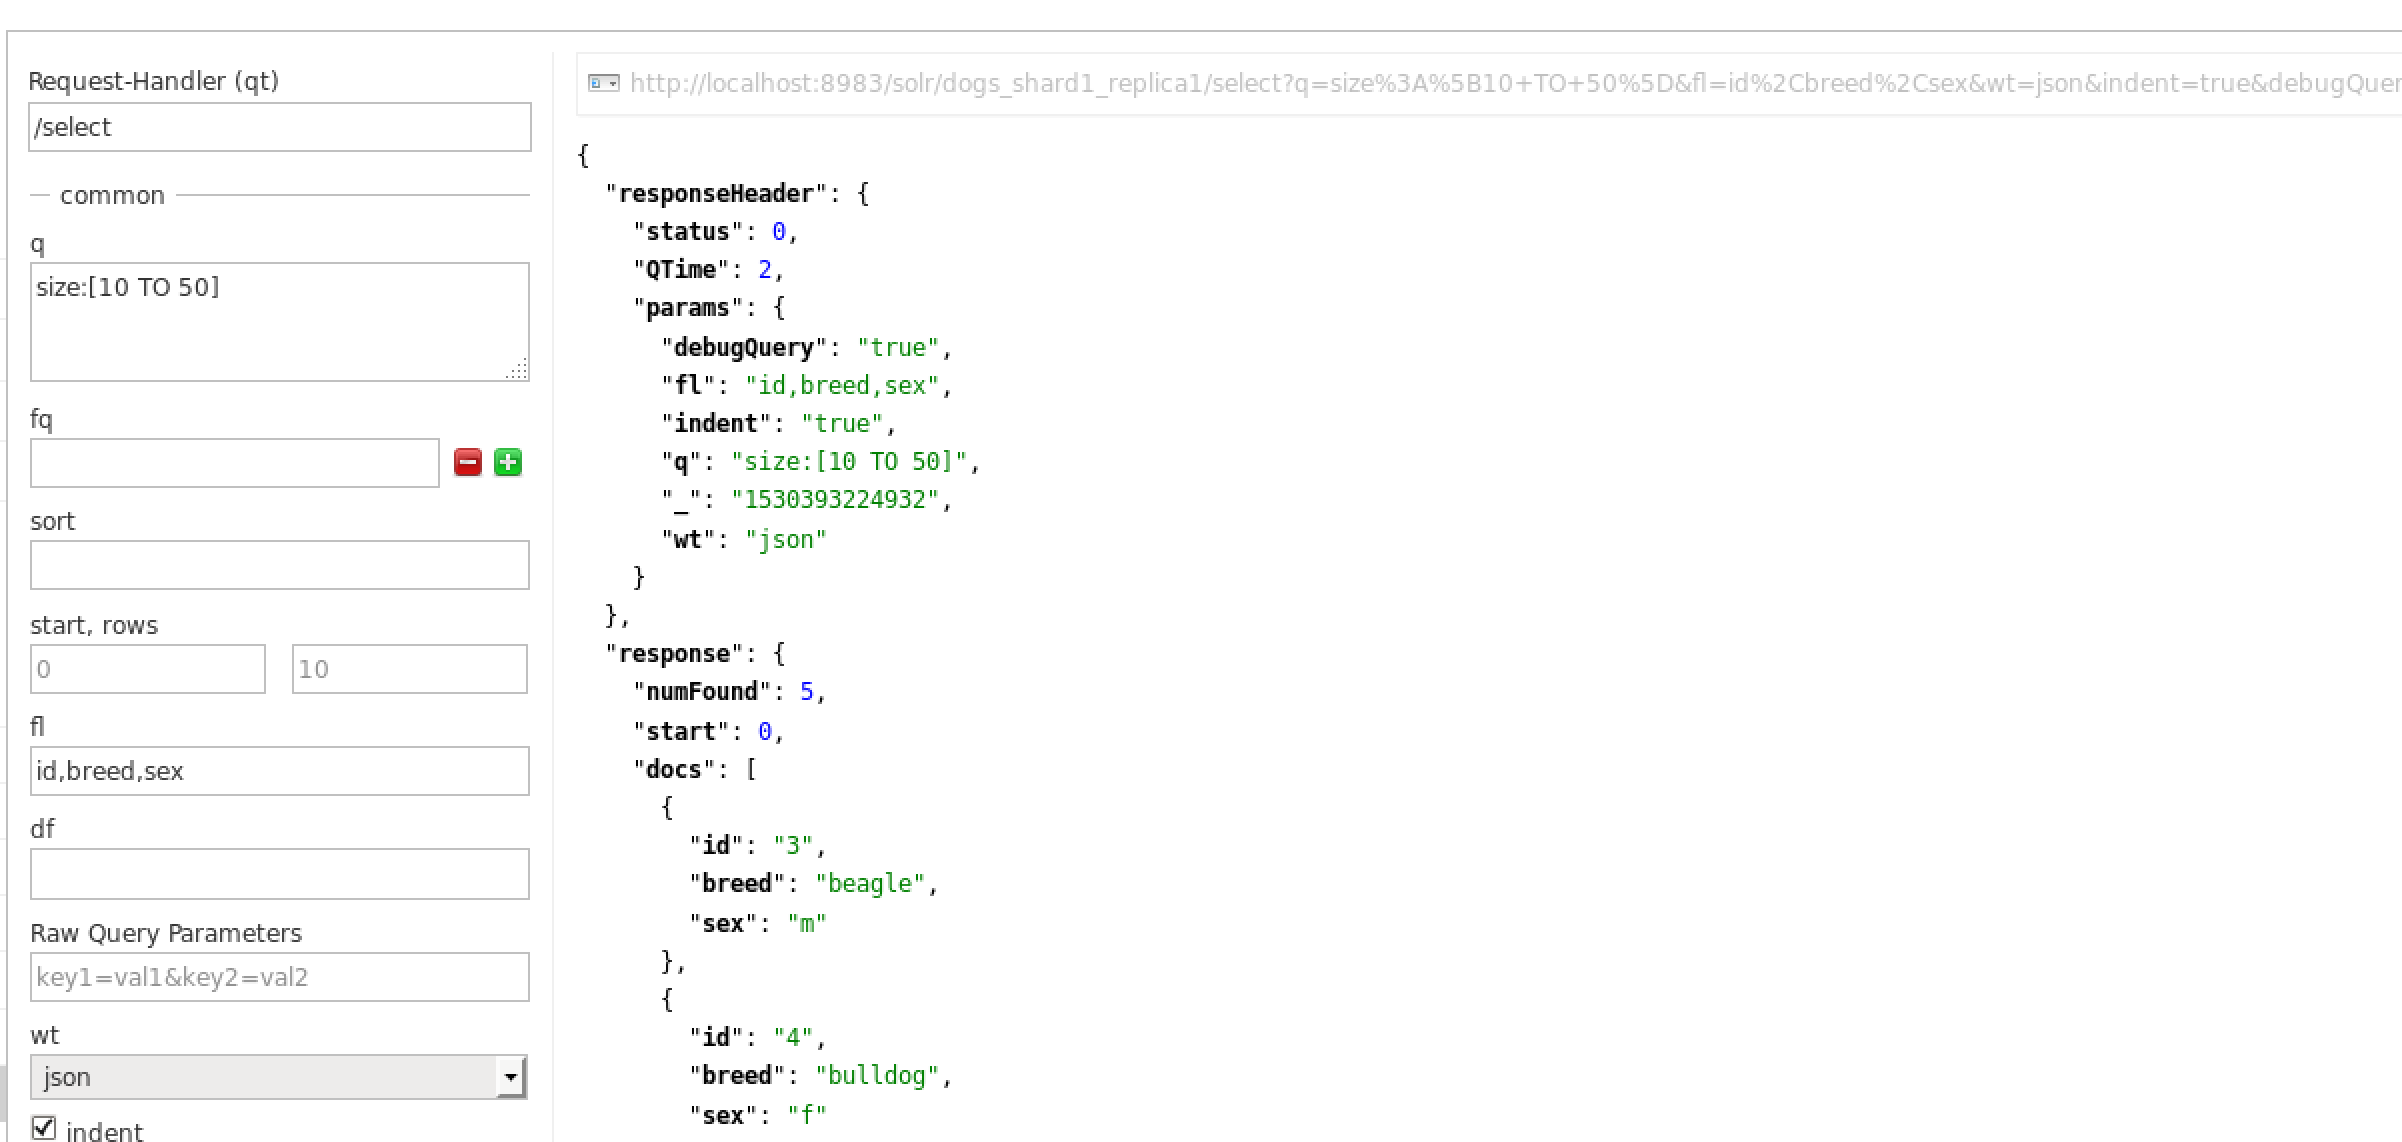 Request-Handler (qt)
/select
common
q
size:[10 TO 50]
fq
sort
start, rows
0 10
fl
id,breed,sex
df
Raw Query Parameters
key1=val1&key2=val2
wt
json
indent
http://localhost:8983/solr/dogs_shard1_replica1/select?q=size%3A%5B10+TO+50%5D&fl=id%2Cbreed%2Csex&wt=json&indent=true&debugQuer
{
"responseHeader": {
"status": 0,
"QTime": 2,
"params": {
"debugQuery": "true",
"fl": "id,breed,sex",
"indent": "true",
"q": "size:[10 TO 50]",
"_": "1530393224932",
"wt": "json"
}
},
"response": {
"numFound": 5,
"start": 0,
"docs": [
{
"id": "3",
"breed": "beagle",
"sex": "m"
},
{
"id": "4",
"breed": "bulldog",
"sex": "f"